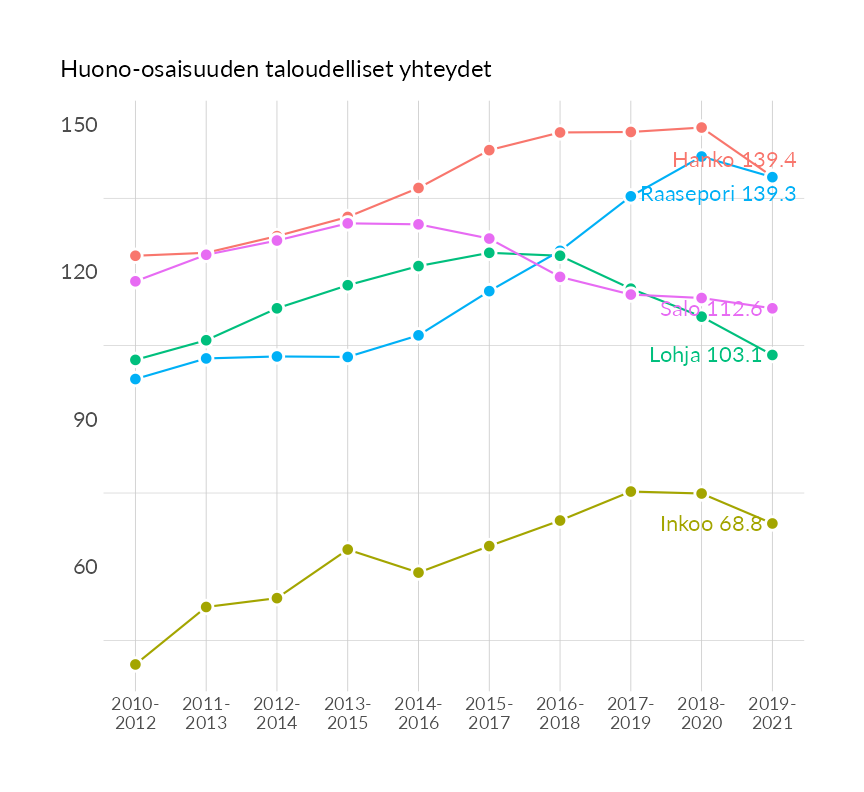 Huono-osaisuuden taloudelliset yhteydet
150
Hanko 139.4
Raasepori 139.3
120
Salo 112.6
Lohja 103.1
90
Inkoo 68.8
60
2010- 2011- 2012- 2013- 2014- 2015- 2016- 2017- 2018- 2019-
2012 2013 2014 2015 2016 2017 2018 2019 2020 2021